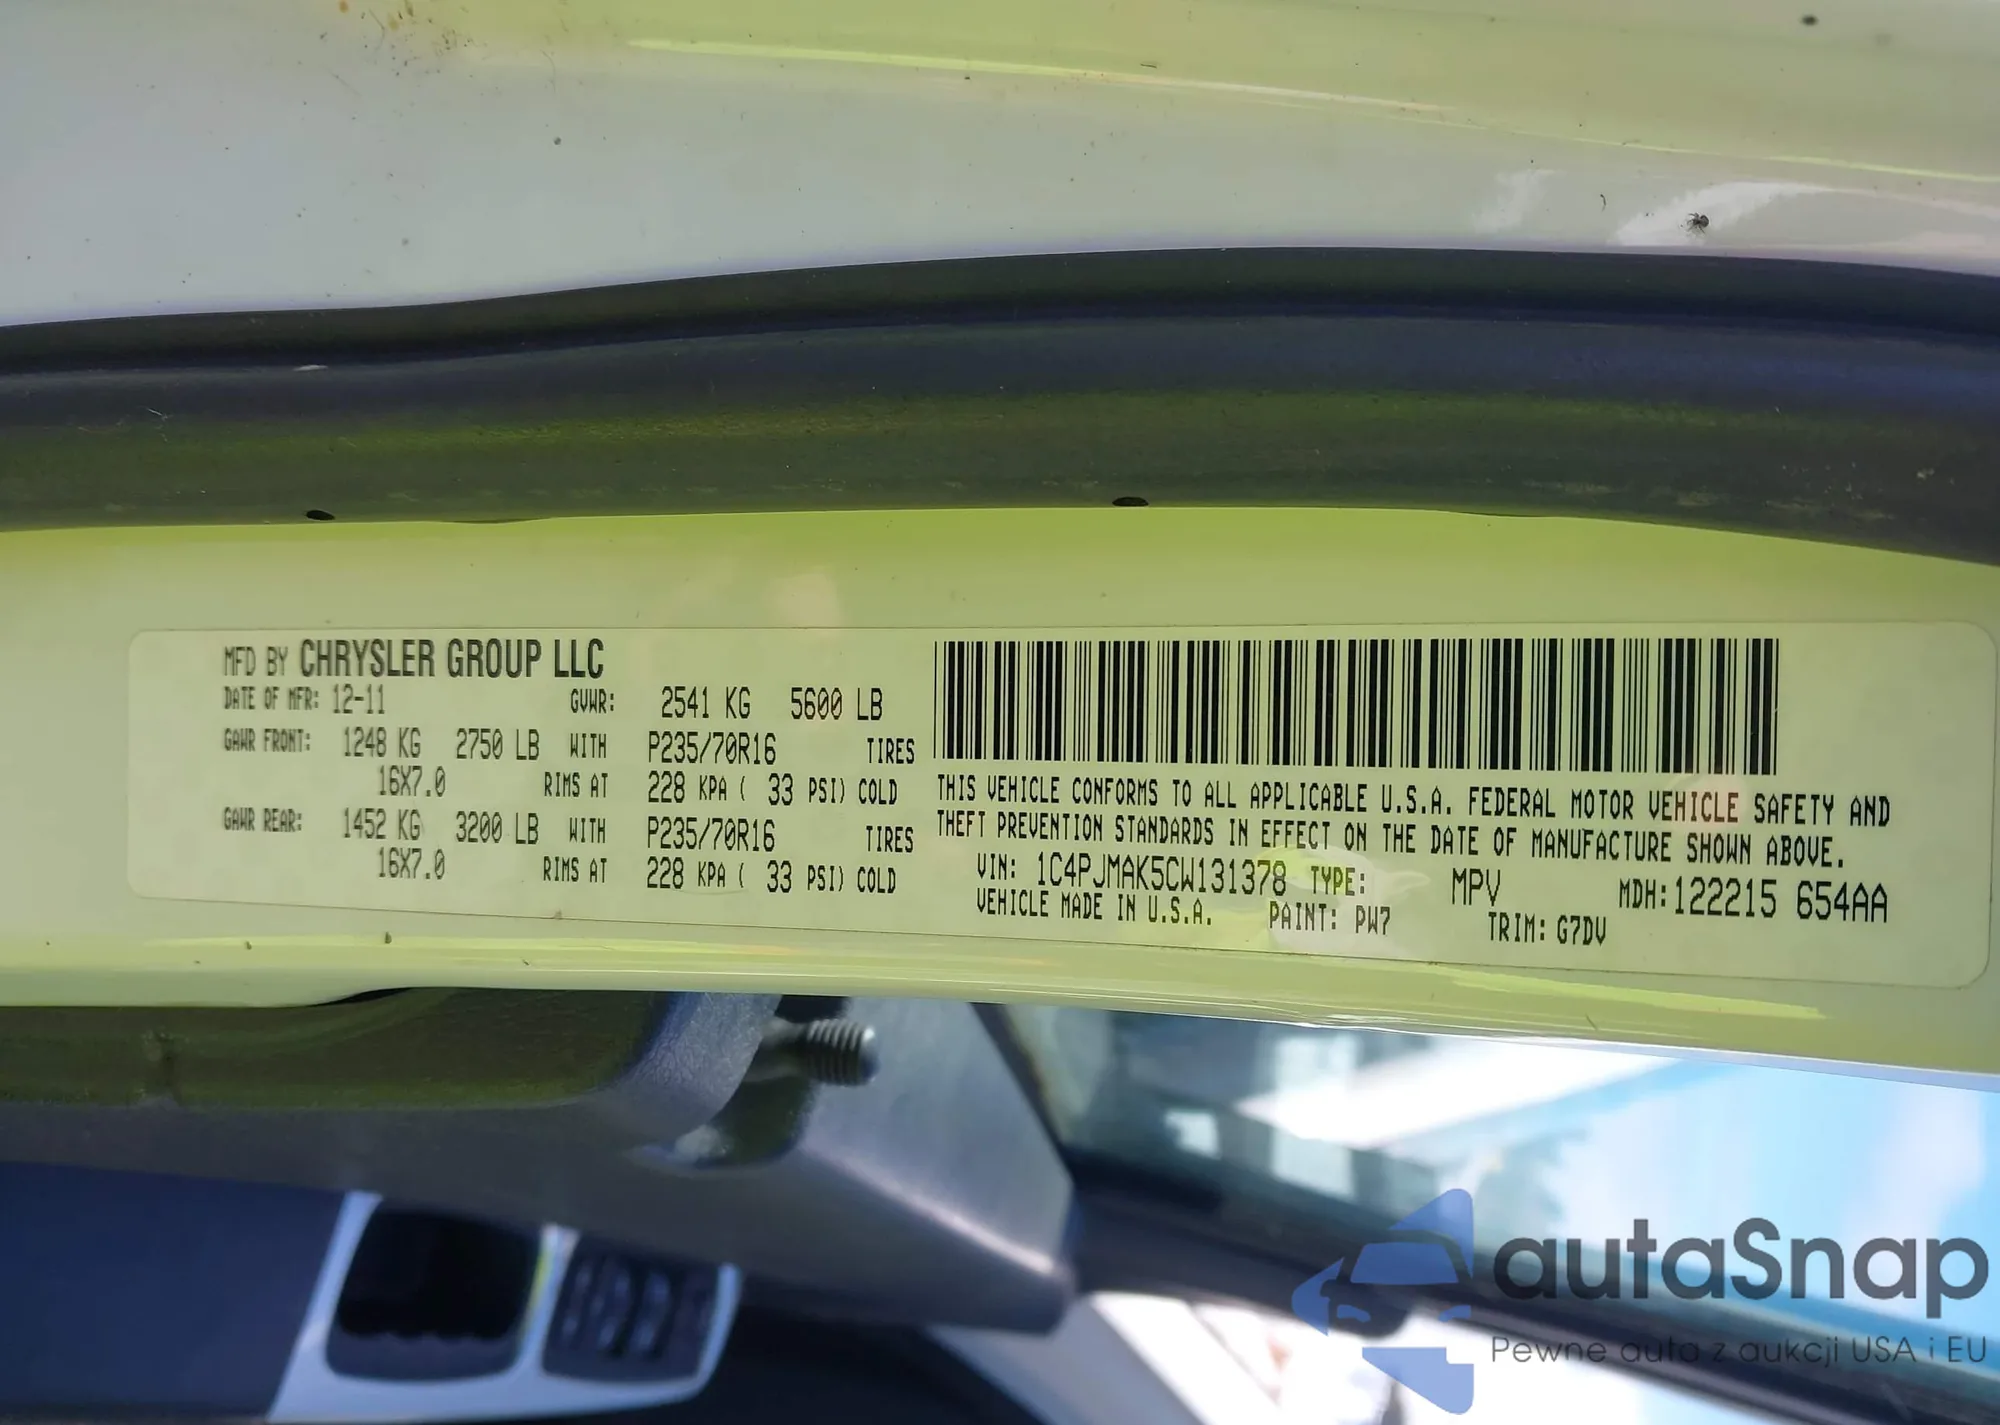 MFD BY CHRYSLER GROUP LLC
DATE OF MFR: 12-11 GVWR: 2541 KG 5600 LB
GAWR FRONT: 1248 KG 2750 LB WITH P235/70R16 TIRES
16X7.0 RIMS AT 228 KPA ( 33 PSI) COLD
GAWR REAR: 1452 KG 3200 LB WITH P235/70R16 TIRES
16X7.0 RIMS AT 228 KPA ( 33 PSI) COLD
THIS VEHICLE CONFORMS TO ALL APPLICABLE U.S.A. FEDERAL MOTOR VEHICLE SAFETY AND
THEFT PREVENTION STANDARDS IN EFFECT ON THE DATE OF MANUFACTURE SHOWN ABOVE.
VIN: 1C4PJMAK5CW131378 TYPE: MPV MDH: 122215 654AA
VEHICLE MADE IN U.S.A. PAINT: PW7 TRIM: G7DV
autaSnap
Pewne auto z aukcji USA i EU